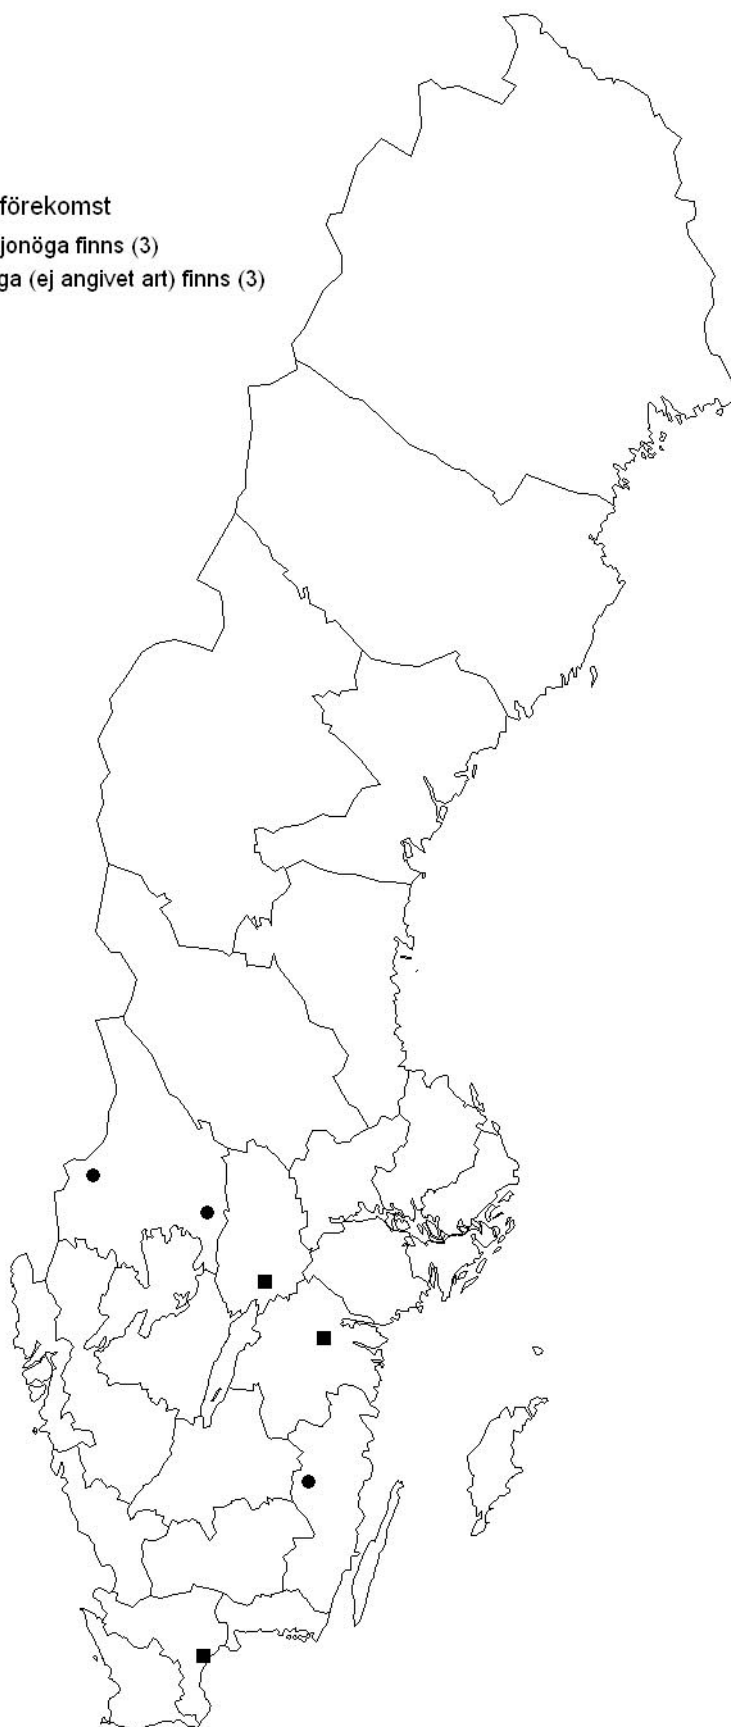 förekomst
jonöga finns (3)
ga (ej angivet art) finns (3)